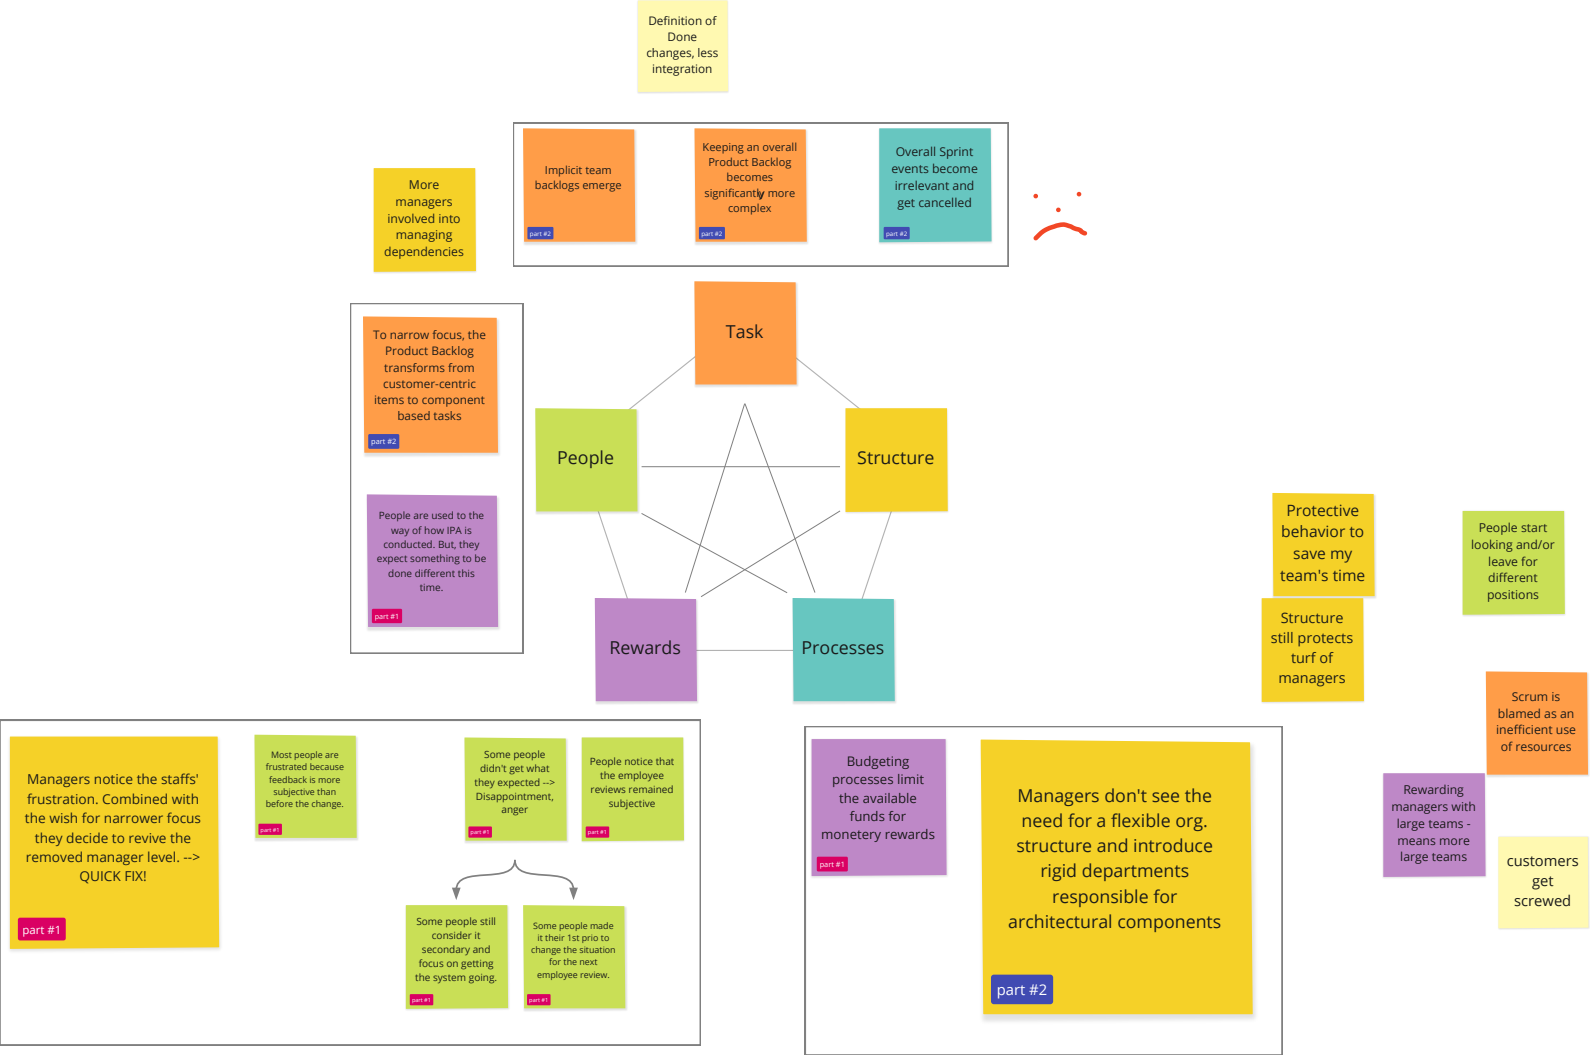 Definition of
Done
changes, less
integration
More
managers
involved into
managing
dependencies
Implicit team
backlogs emerge
part #2
Keeping an overall
Product Backlog
becomes
significantly more
complex
part #2
Overall Sprint
events become
irrelevant and
get cancelled
part #2
To narrow focus, the
Product Backlog
transforms from
customer-centric
items to component
based tasks
part #2
People are used to the
way of how IPA is
conducted. But, they
expect something to be
done different this
time.
part #1
Task
People
Structure
Rewards
Processes
Protective
behavior to
save my
team's time
Structure
still protects
turf of
managers
People start
looking and/or
leave for
different
positions
Scrum is
blamed as an
inefficient use
of resources
Rewarding
managers with
large teams -
means more
large teams
customers
get
screwed
Managers notice the staffs'
frustration. Combined with
the wish for narrower focus
they decide to revive the
removed manager level. -->
QUICK FIX!
part #1
Most people are
frustrated because
feedback is more
subjective than
before the change.
part #1
Some people
didn't get what
they expected -->
Disappointment,
anger
part #1
People notice that
the employee
reviews remained
subjective
part #1
Some people still
consider it
secondary and
focus on getting
the system going.
part #1
Some people made
it their 1st prio to
change the situation
for the next
employee review.
part #1
Budgeting
processes limit
the available
funds for
monetery rewards
part #1
Managers don't see the
need for a flexible org.
structure and introduce
rigid departments
responsible for
architectural components
part #2